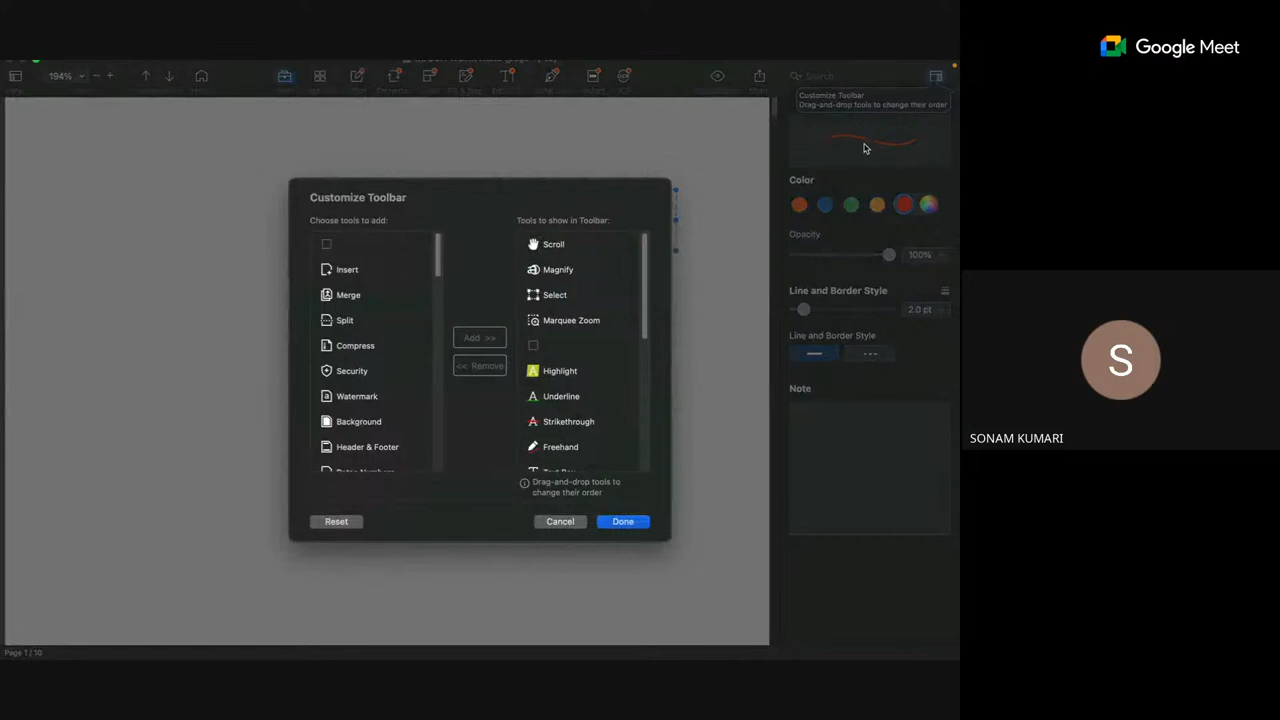 Google Meet
194%
Search
Customize Toolbar
Drag-and-drop tools to change their order
Customize Toolbar
Choose tools to add:
Tools to show in Toolbar:
Insert
Merge
Split
Compress
Security
Watermark
Background
Header & Footer
Add >>
<< Remove
Scroll
Magnify
Select
Marquee Zoom
Highlight
Underline
Strikethrough
Freehand
Drag-and-drop tools to
change their order
Reset
Cancel
Done
Color
Opacity
100%
Line and Border Style
2.0 pt
Line and Border Style
Note
S
SONAM KUMARI
Page 1 / 10